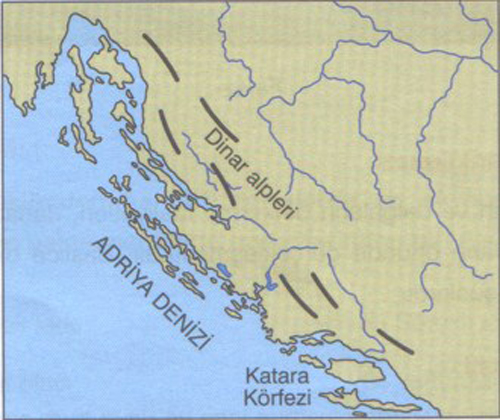 Dinar alpleri
ADRİYA DENİZİ
Katara
Körfezi